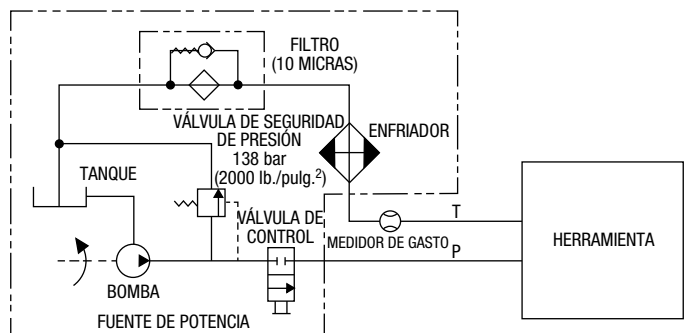 FILTRO
(10 MICRAS)
VÁLVULA DE SEGURIDAD
DE PRESIÓN
138 bar
(2000 lb./pulg.²)
ENFRIADOR
TANQUE
VÁLVULA DE
CONTROL
MEDIDOR DE GASTO
T
P
HERRAMIENTA
BOMBA
FUENTE DE POTENCIA